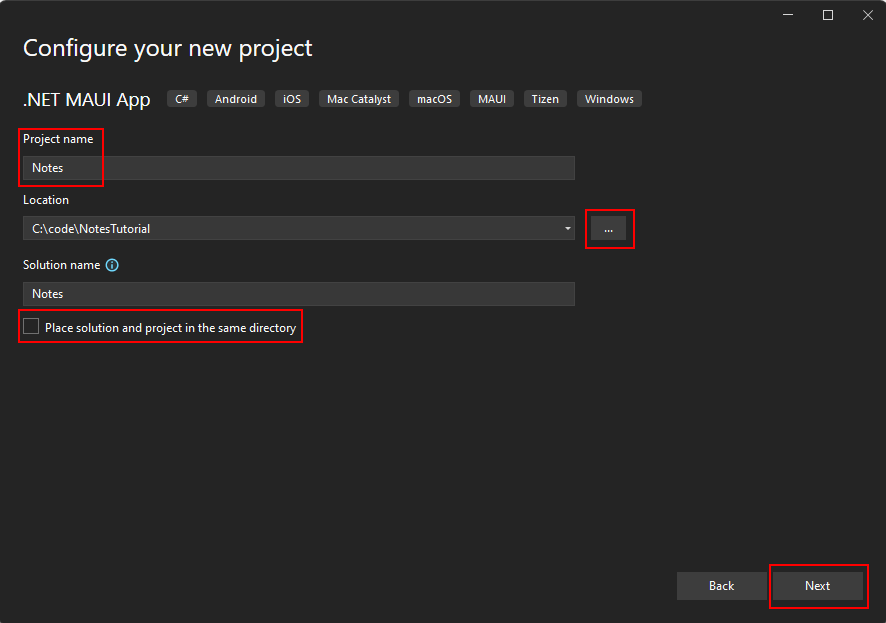 Configure your new project
.NET MAUI App C# Android iOS Mac Catalyst macOS MAUI Tizen Windows
Project name
Notes
Location
C:\code\NotesTutorial ...
Solution name
Notes
Place solution and project in the same directory
Back Next